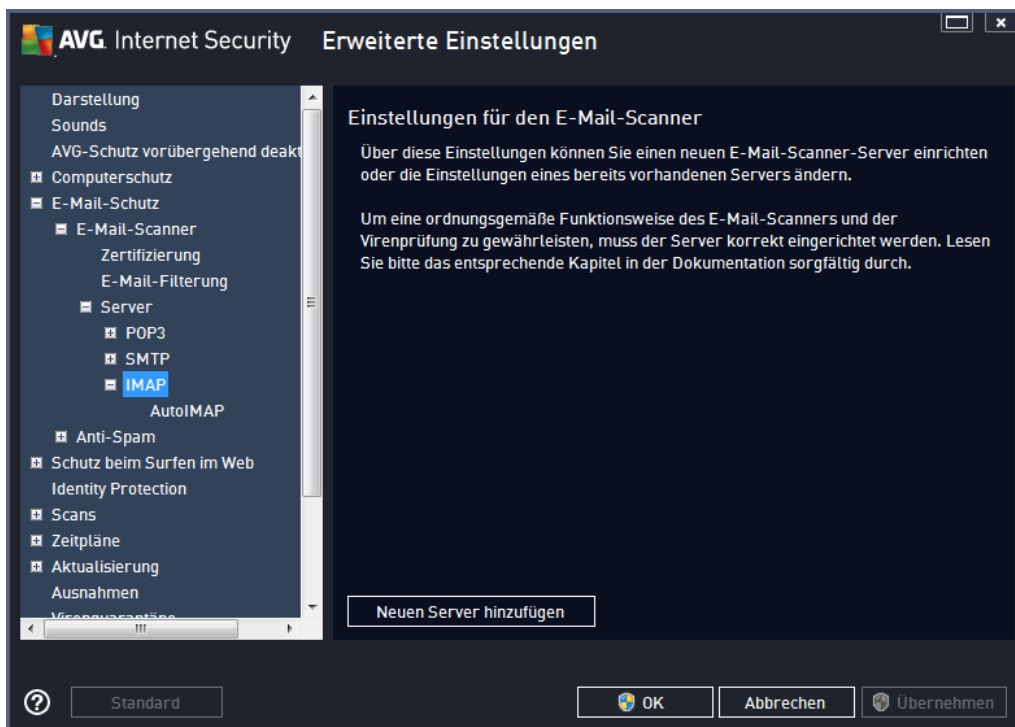 AVG. Internet Security Erweiterte Einstellungen
Darstellung
Sounds
AVG-Schutz vorübergehend deakt
Computerschutz
E-Mail-Schutz
E-Mail-Scanner
Zertifizierung
E-Mail-Filterung
Server
POP3
SMTP
IMAP
AutoIMAP
Anti-Spam
Schutz beim Surfen im Web
Identity Protection
Scans
Zeitpläne
Aktualisierung
Ausnahmen
Virenquarantäne
Einstellungen für den E-Mail-Scanner
Über diese Einstellungen können Sie einen neuen E-Mail-Scanner-Server einrichten
oder die Einstellungen eines bereits vorhandenen Servers ändern.
Um eine ordnungsgemäße Funktionsweise des E-Mail-Scanners und der
Virenprüfung zu gewährleisten, muss der Server korrekt eingerichtet werden. Lesen
Sie bitte das entsprechende Kapitel in der Dokumentation sorgfältig durch.
Neuen Server hinzufügen
? Standard OK Abbrechen Übernehmen